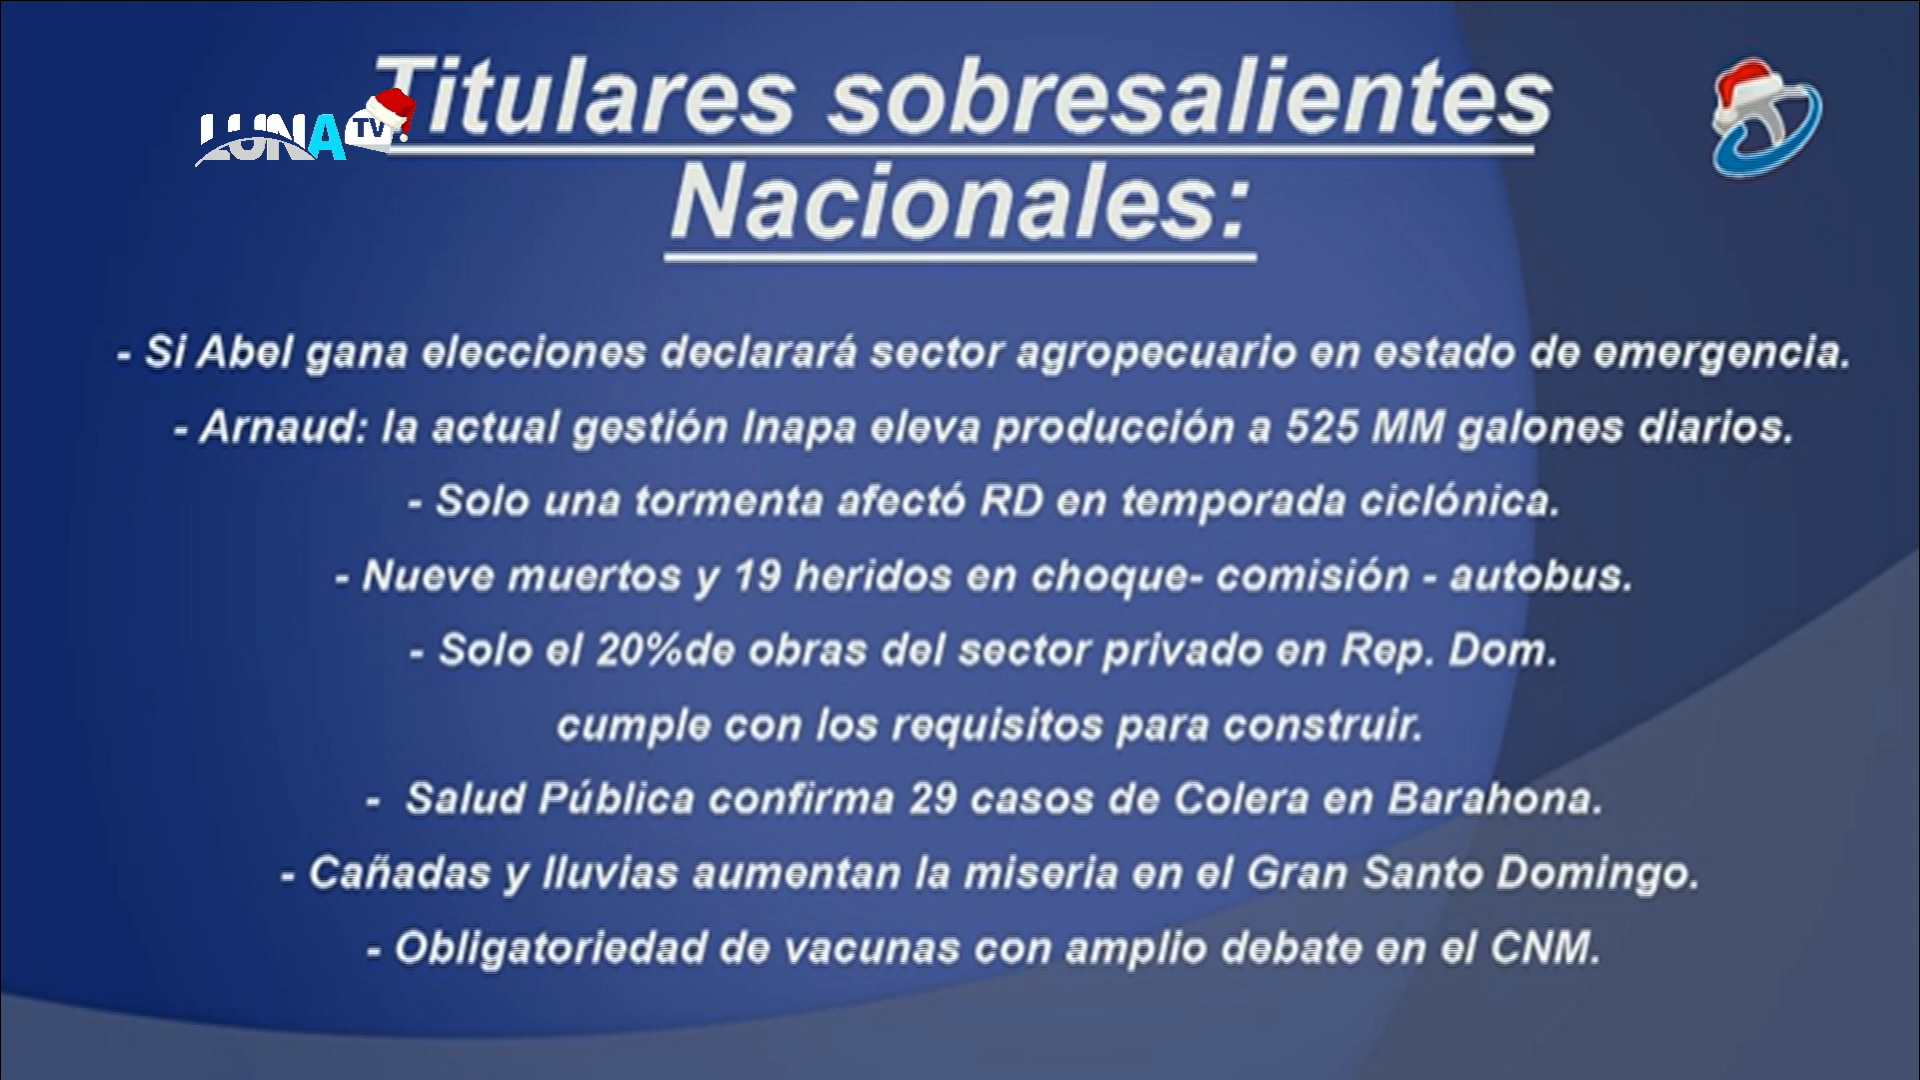 Titulares sobresalientes
LUNA TV
Nacionales:
- Si Abel gana elecciones declarará sector agropecuario en estado de emergencia.
- Arnaud: la actual gestión Inapa eleva producción a 525 MM galones diarios.
- Solo una tormenta afectó RD en temporada ciclónica.
- Nueve muertos y 19 heridos en choque- comisión - autobus.
- Solo el 20%de obras del sector privado en Rep. Dom.
cumple con los requisitos para construir.
- Salud Pública confirma 29 casos de Colera en Barahona.
- Cañadas y lluvias aumentan la miseria en el Gran Santo Domingo.
- Obligatoriedad de vacunas con amplio debate en el CNM.